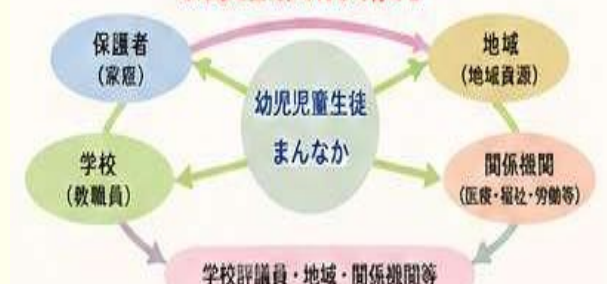 保護者
(家庭)
地域
(地域資源)
幼児児童生徒
まんなか
学校
(教職員)
関係機関
(医療・福祉・労働等)
学校評議員・地域・関係機関等